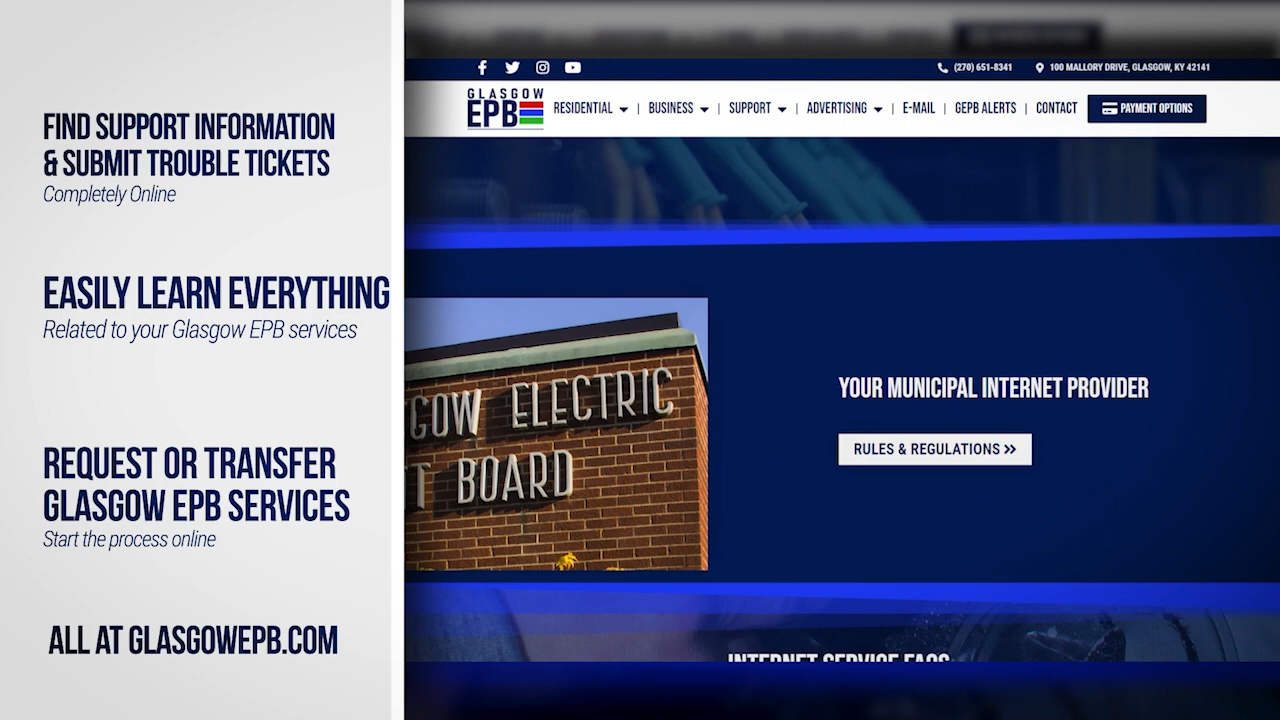 FIND SUPPORT INFORMATION
& SUBMIT TROUBLE TICKETS
Completely Online
EASILY LEARN EVERYTHING
Related to your Glasgow EPB services
REQUEST OR TRANSFER
GLASGOW EPB SERVICES
Start the process online
ALL AT GLASGOWEPB.COM
(270) 651-8341 100 MALLORY DRIVE, GLASGOW, KY 42141
GLASGOW
EPB
RESIDENTIAL | BUSINESS | SUPPORT | ADVERTISING | E-MAIL | GEPB ALERTS | CONTACT PAYMENT OPTIONS
GOW ELECTRIC
T BOARD
YOUR MUNICIPAL INTERNET PROVIDER
RULES & REGULATIONS »
INTERNET SERVICE FAQS